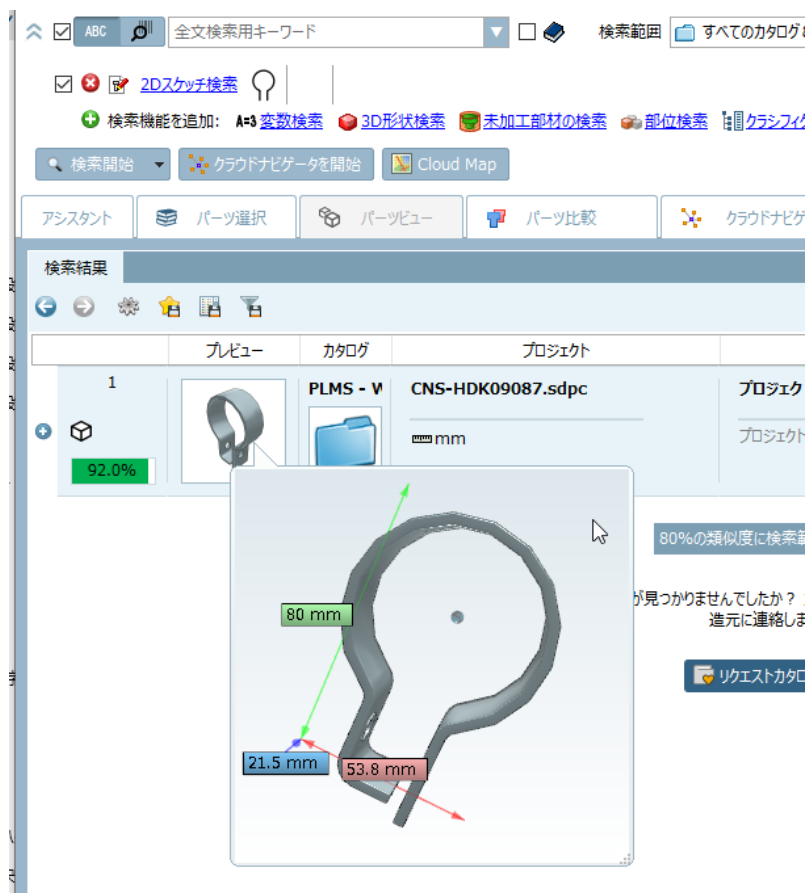 ABC 全文検索用キーワード 検索範囲 すべてのカタログ
2Dスケッチ検索
検索機能を追加: A=3 変数検索 3D形状検索 未加工部材の検索 部位検索 クラシフィ
検索開始 クラウドナビゲータを開始 Cloud Map
アシスタント パーツ選択 パーツビュー パーツ比較 クラウドナビゲ
検索結果
プレビュー カタログ プロジェクト
1 PLMS - W CNS-HDK09087.sdpc プロジェク
mm プロジェクト
92.0%
80%の類似度に検索範
が見つかりませんでしたか?
造元に連絡しま
80 mm
リクエストカタロ
21.5 mm 53.8 mm